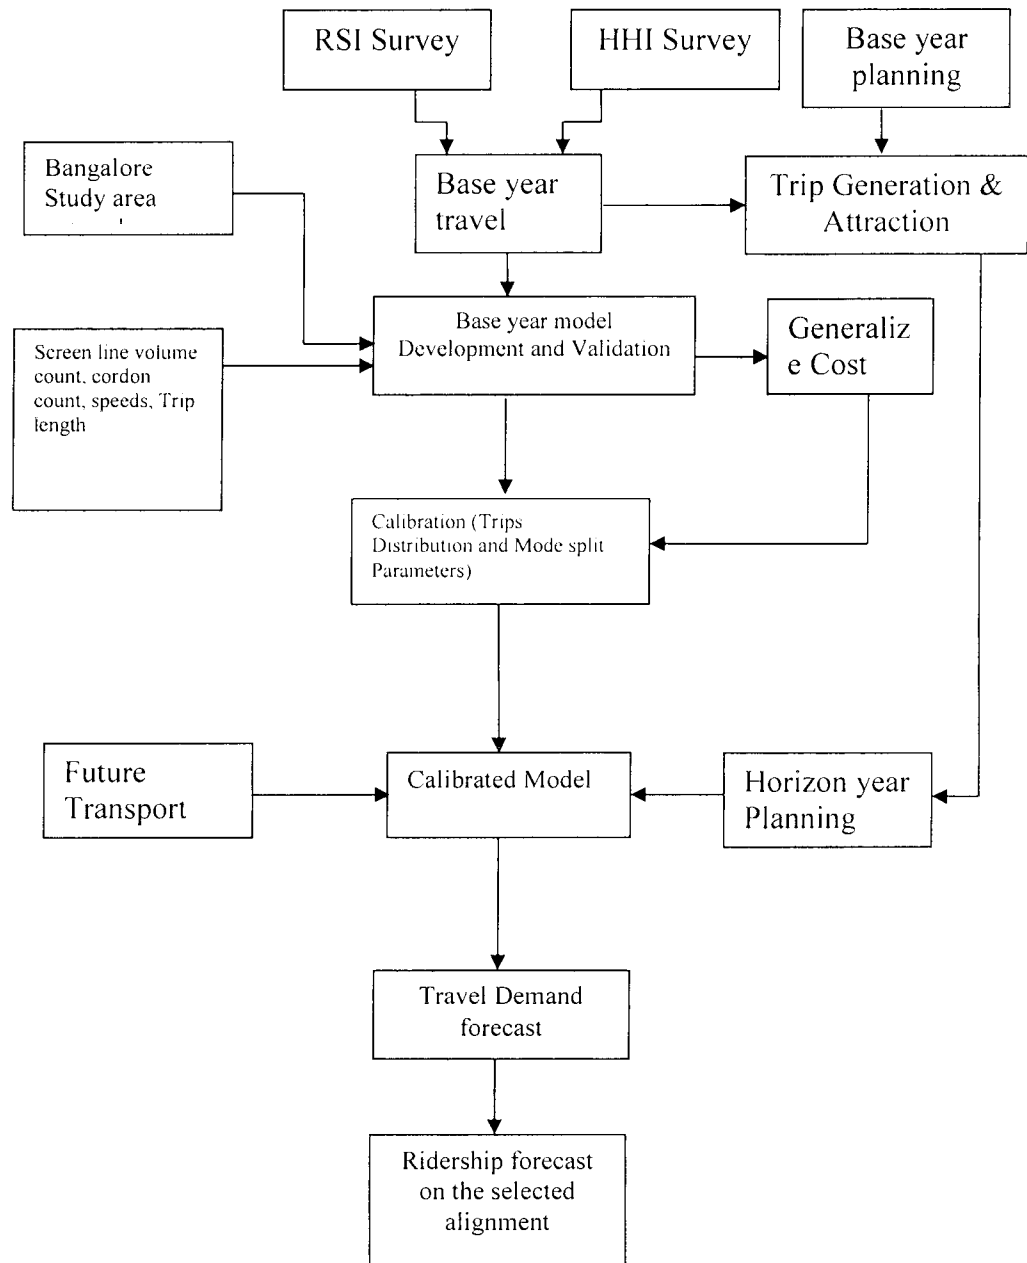 RSI Survey
HHI Survey
Base year
planning
Bangalore
Study area
Base year
travel
Trip Generation &
Attraction
Base year model
Development and Validation
Generaliz
e Cost
Screen line volume
count, cordon
count, speeds, Trip
length
Calibration (Trips
Distribution and Mode split
Parameters)
Future
Transport
Calibrated Model
Horizon year
Planning
Travel Demand
forecast
Ridership forecast
on the selected
alignment